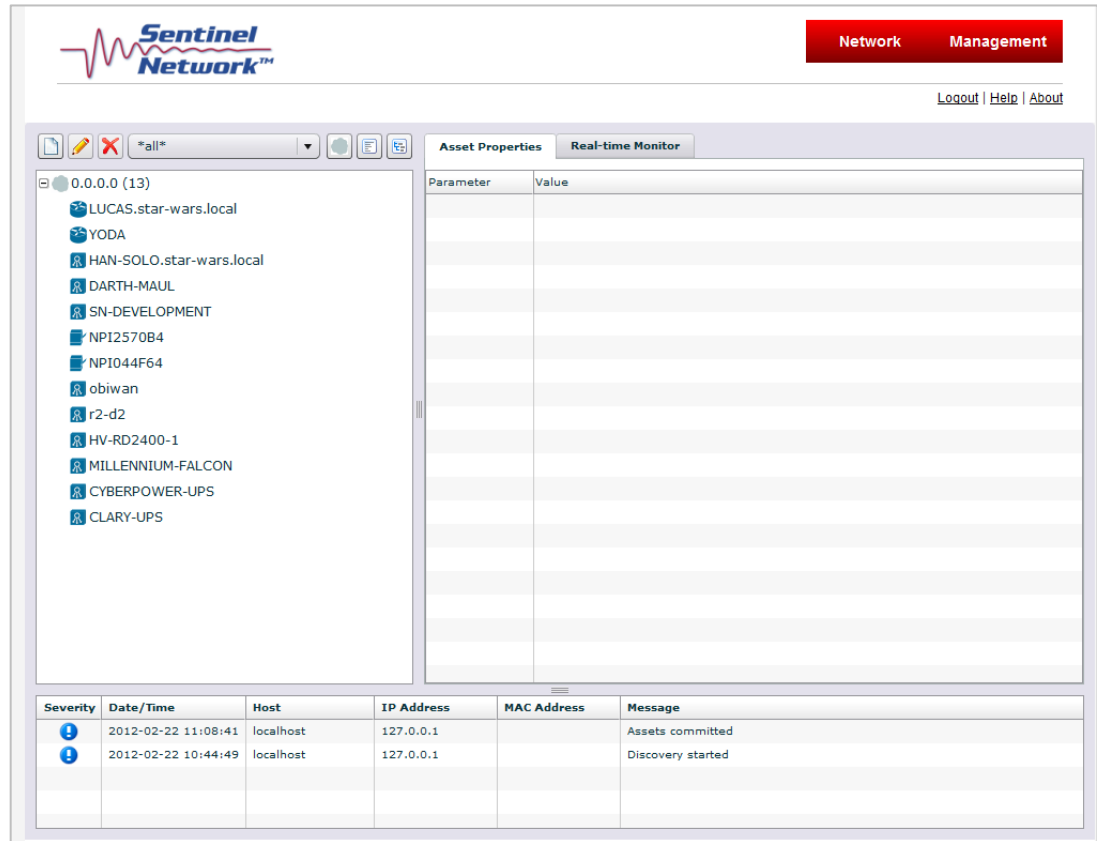 Sentinel
Network™
Network Management
Logout | Help | About
*all*
Asset Properties Real-time Monitor
0.0.0.0 (13)
LUCAS.star-wars.local
YODA
HAN-SOLO.star-wars.local
DARTH-MAUL
SN-DEVELOPMENT
NPI2570B4
NPI044F64
obiwan
r2-d2
HV-RD2400-1
MILLENNIUM-FALCON
CYBERPOWER-UPS
CLARY-UPS
Parameter Value
Severity Date/Time Host IP Address MAC Address Message
2012-02-22 11:08:41 localhost 127.0.0.1 Assets committed
2012-02-22 10:44:49 localhost 127.0.0.1 Discovery started